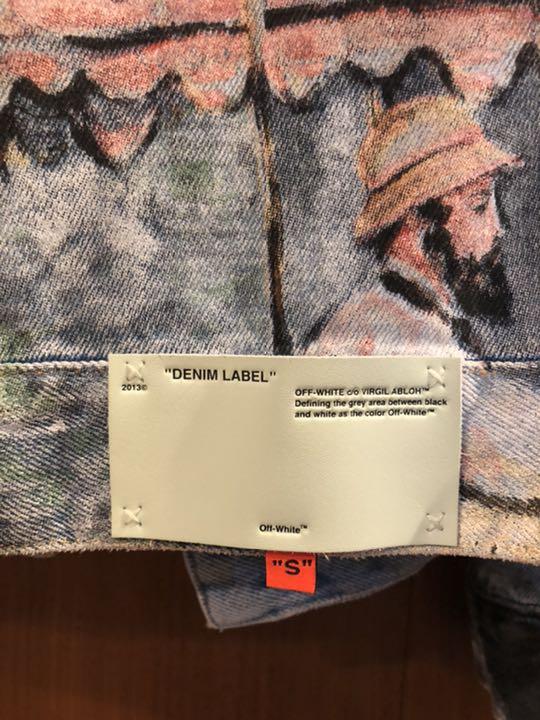 "DENIM LABEL"
2013©
OFF-WHITE c/o VIRGIL ABLOH™
Defining the grey area between black
and white as the color Off-White™
Off-White™
"S"